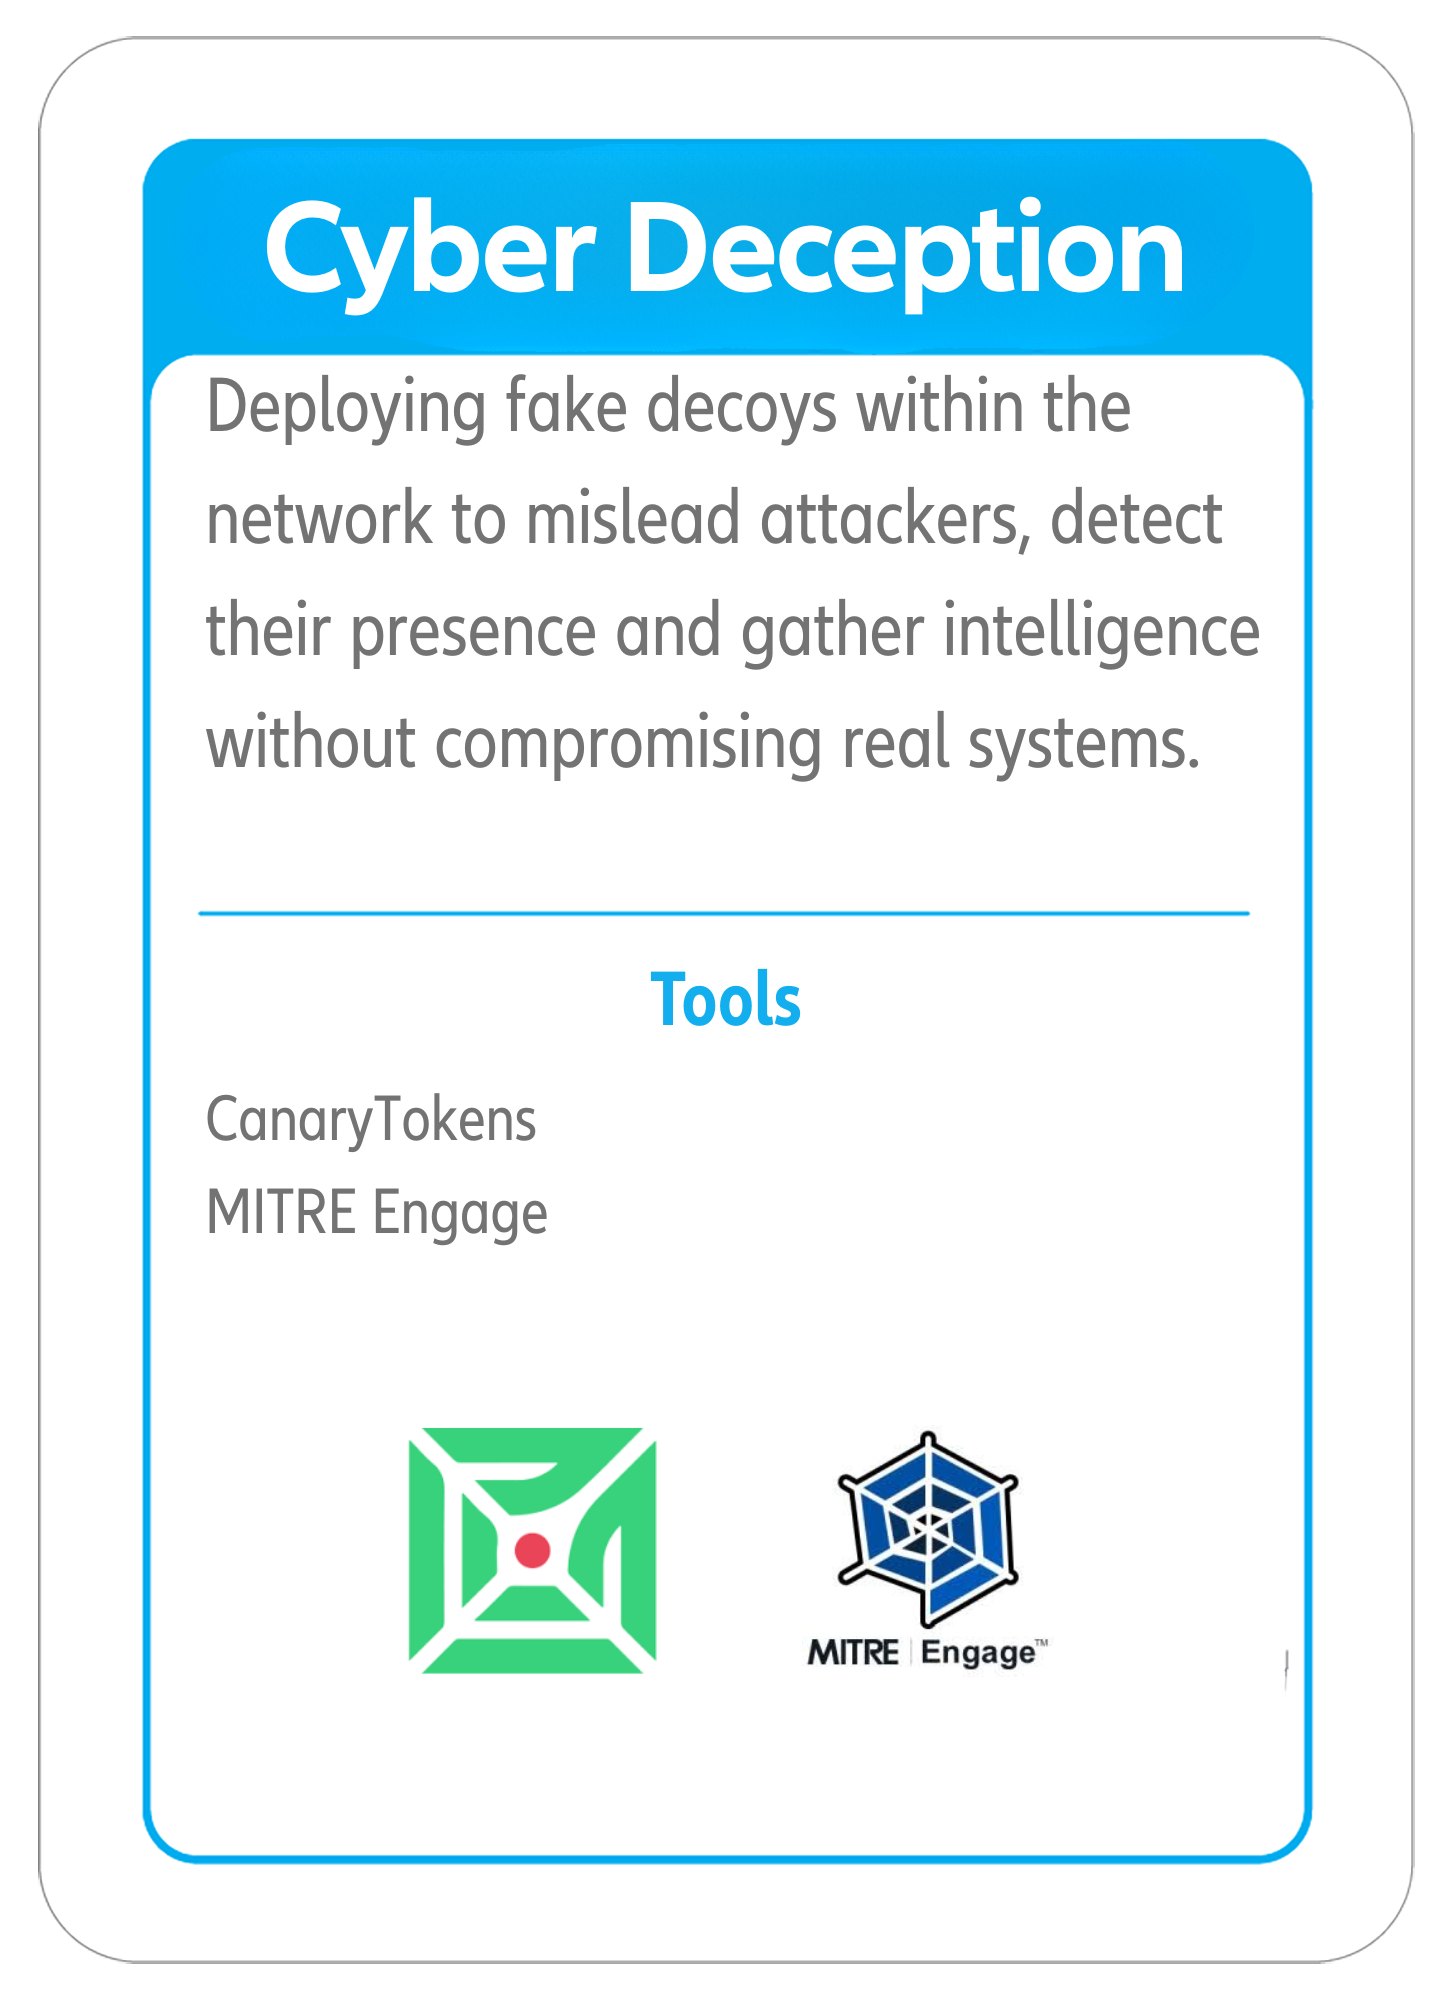 Cyber Deception
Deploying fake decoys within the
network to mislead attackers, detect
their presence and gather intelligence
without compromising real systems.
Tools
CanaryTokens
MITRE Engage
MITRE | Engage™